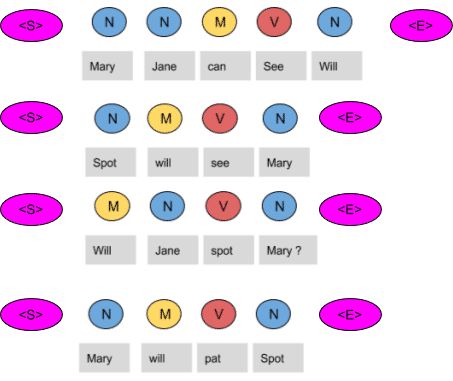 <S> N N M V N <E>
Mary Jane can See Will
<S> N M V N <E>
Spot will see Mary
<S> M N V N <E>
Will Jane spot Mary ?
<S> N M V N <E>
Mary will pat Spot